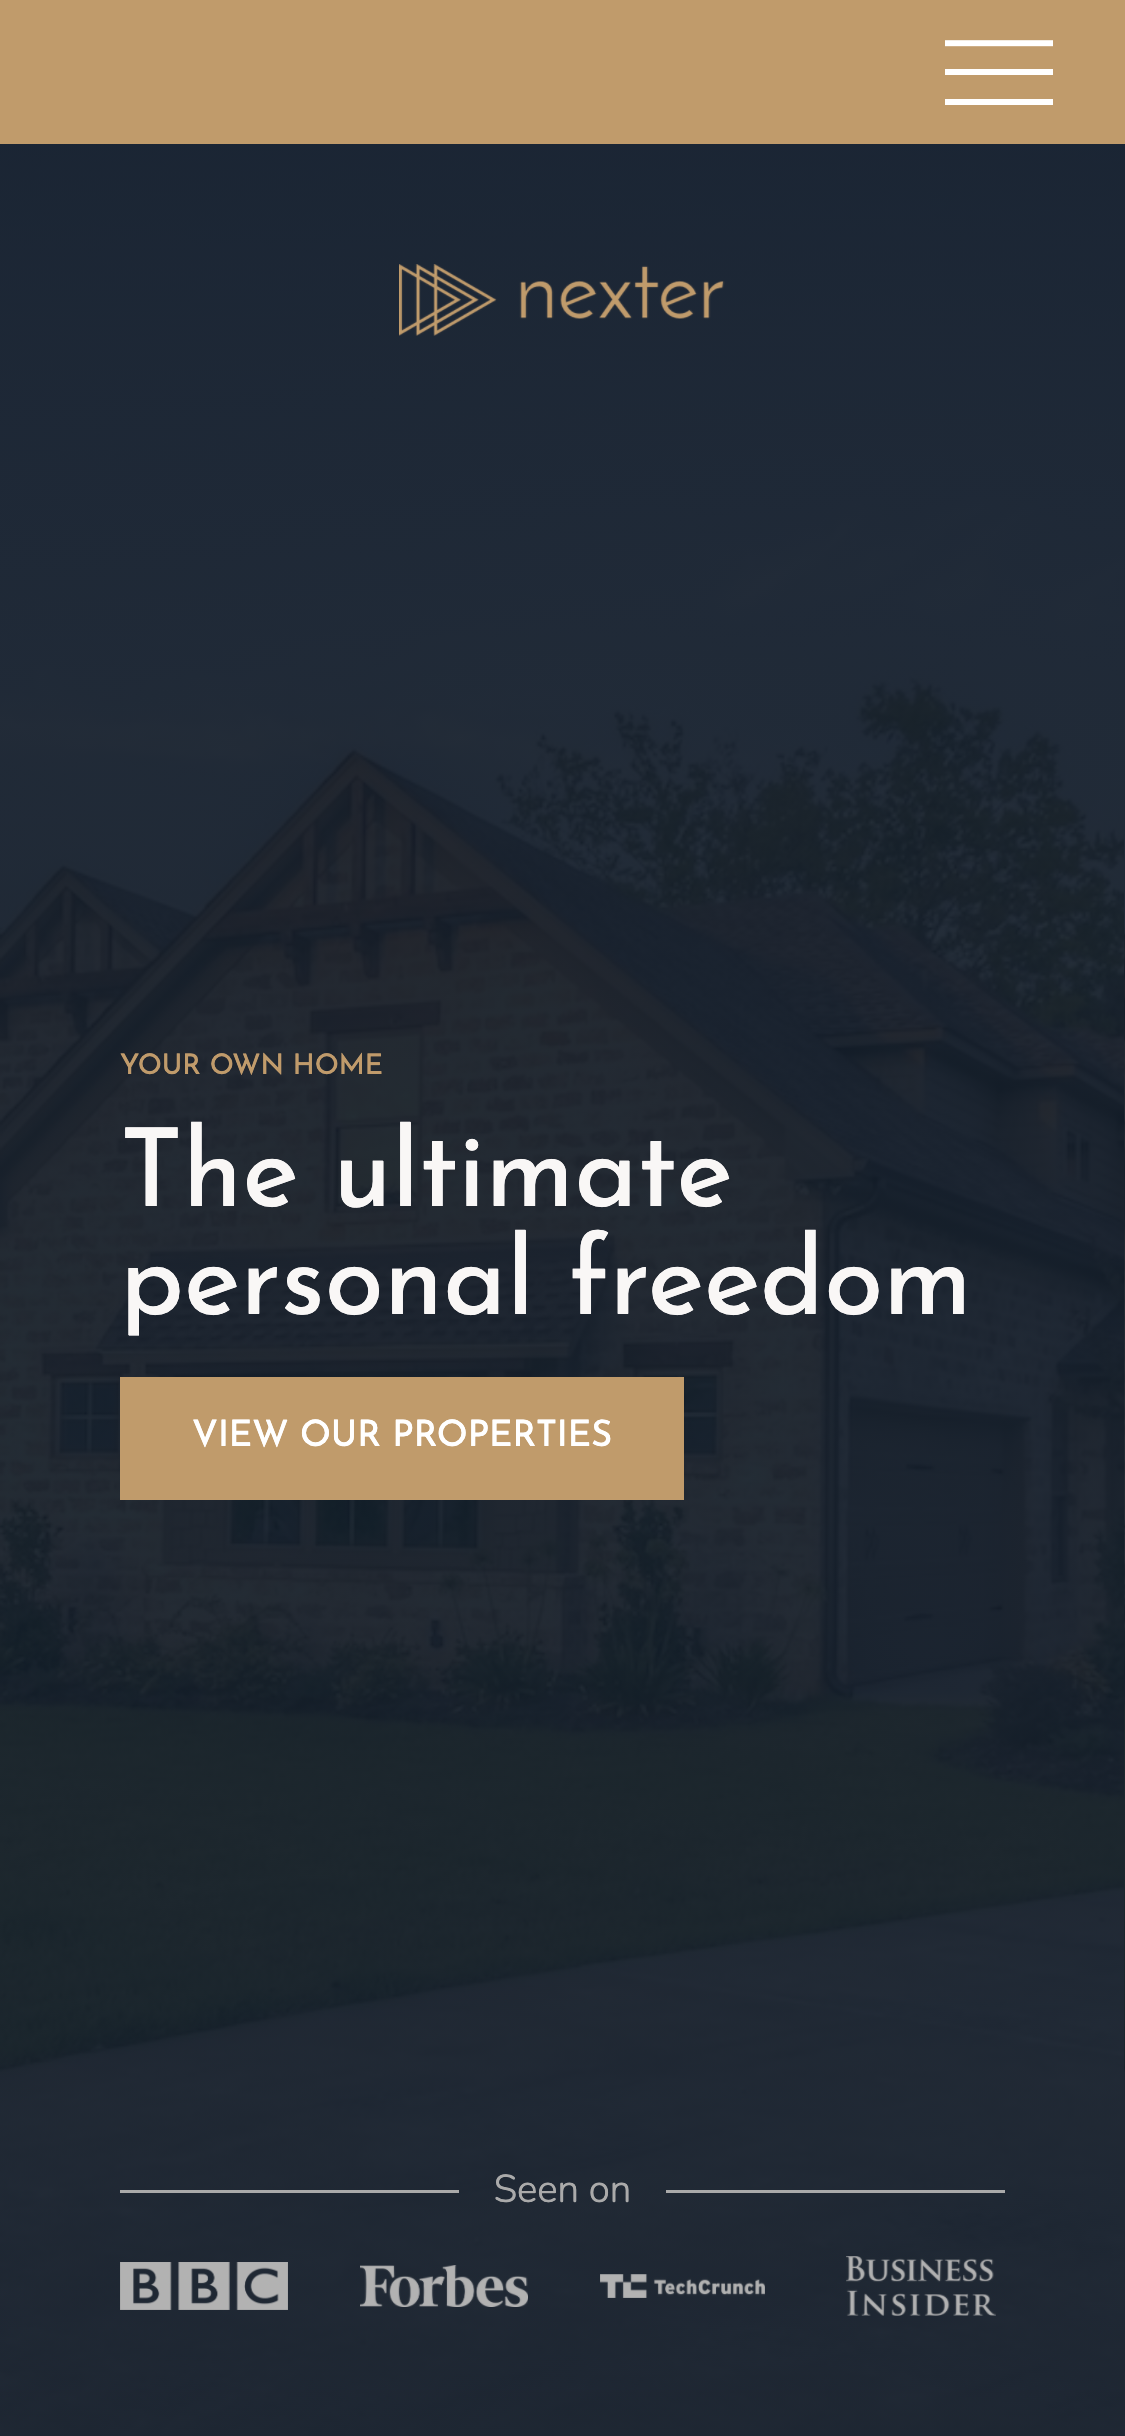 nexter
YOUR OWN HOME
The ultimate
personal freedom
VIEW OUR PROPERTIES
Seen on
BBC
Forbes
TC TechCrunch
BUSINESS
INSIDER